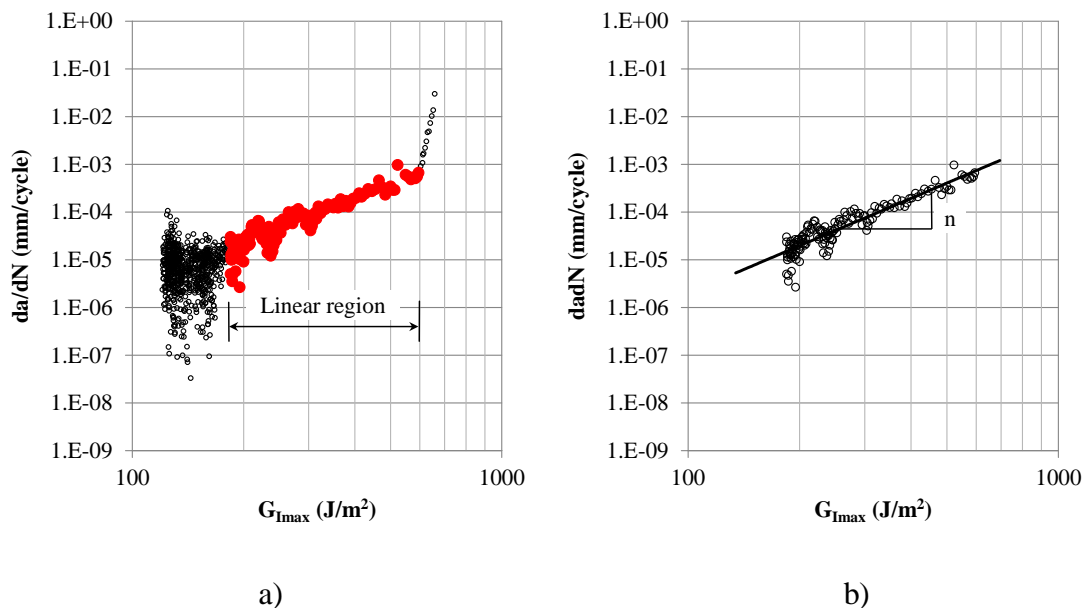 1.E+00
1.E-01
1.E-02
1.E-03
1.E-04
1.E-05
1.E-06
1.E-07
1.E-08
1.E-09
da/dN (mm/cycle)
Linear region
100
1000
G_Imax (J/m²)
a)
1.E+00
1.E-01
1.E-02
1.E-03
1.E-04
1.E-05
1.E-06
1.E-07
1.E-08
1.E-09
dadN (mm/cycle)
n
100
1000
G_Imax (J/m²)
b)